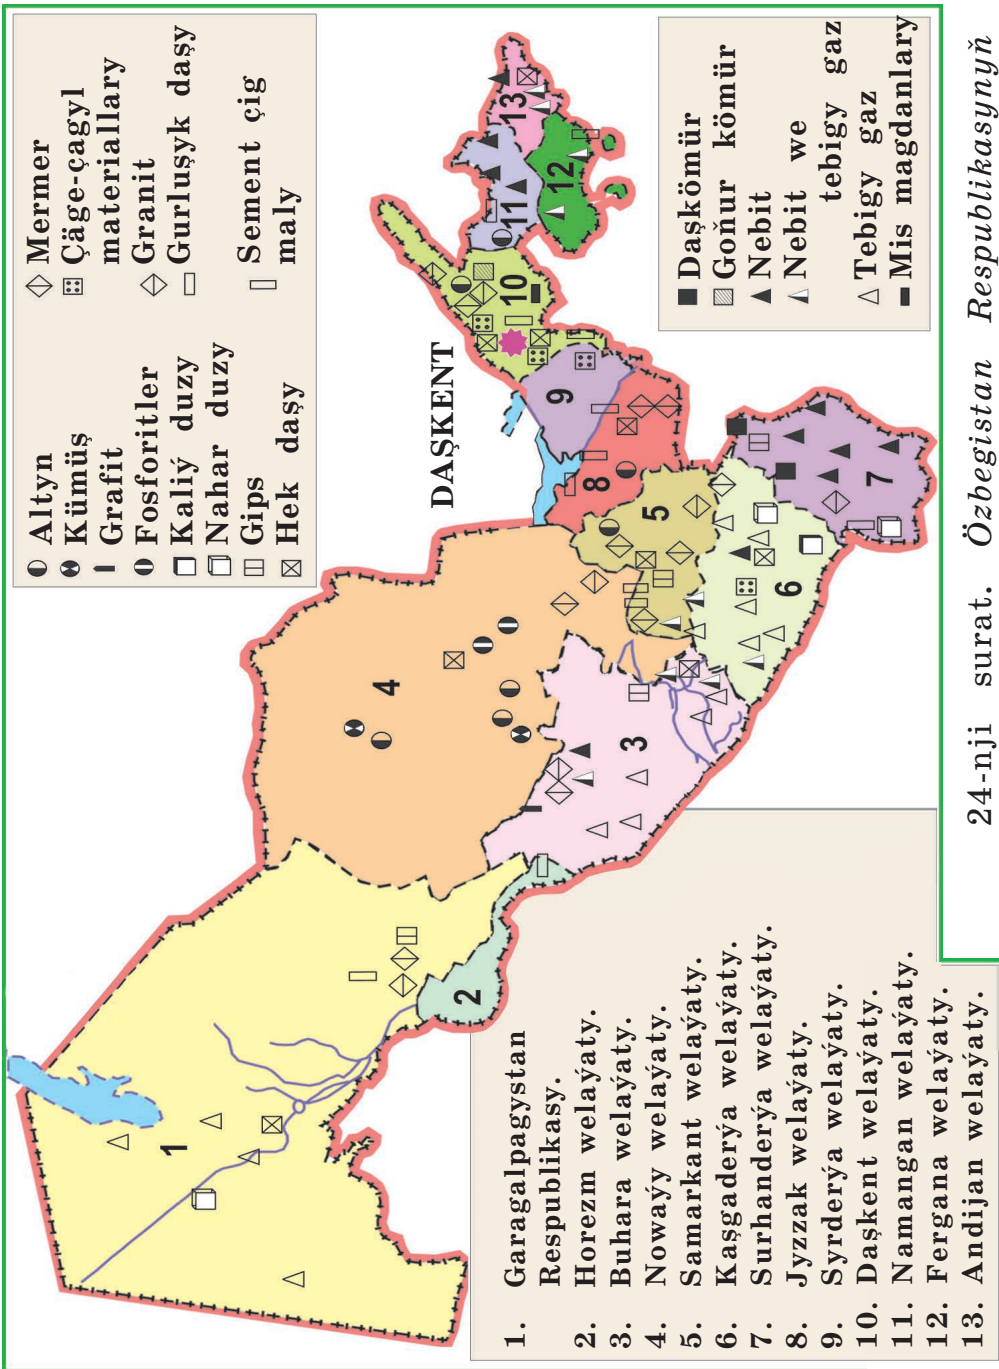 Altyn
Kümüş
Grafit
Fosforitler
Kaliý duzy
Nahar duzy
Gips
Hek daşy
Mermer
Çäge-çagyl
materiallary
Granit
Gurluşyk daşy
Sement çig
maly
DAŞKENT
1
2
3
4
5
6
7
8
9
10
11
12
13
1. Garagalpagystan
Respublikasy.
2. Horezm welaýaty.
3. Buhara welaýaty.
4. Nowaýy welaýaty.
5. Samarkant welaýaty.
6. Kaşgaderýa welaýaty.
7. Surhanderýa welaýaty.
8. Jyzzak welaýaty.
9. Syrderýa welaýaty.
10. Daşkent welaýaty.
11. Namangan welaýaty.
12. Fergana welaýaty.
13. Andijan welaýaty.
Daşkömür
Goňur kömür
Nebit
Nebit we
tebigy gaz
Tebigy gaz
Mis magdanlary
24-nji surat. Özbegistan Respublikasynyň